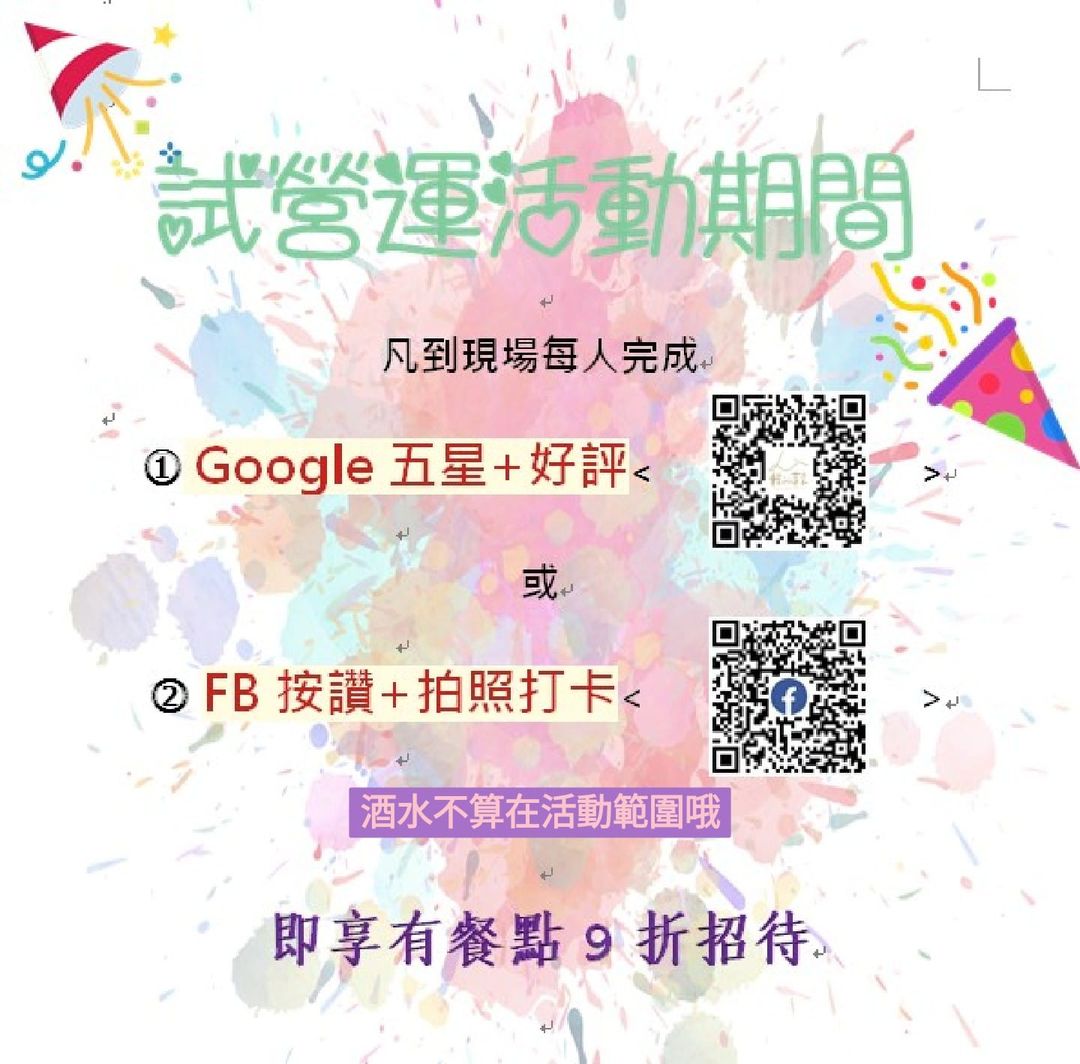 試營運活動期間
凡到現場每人完成
① Google 五星+好評< >
或
② FB 按讚+拍照打卡< >
酒水不算在活動範圍哦
即享有餐點 9 折招待